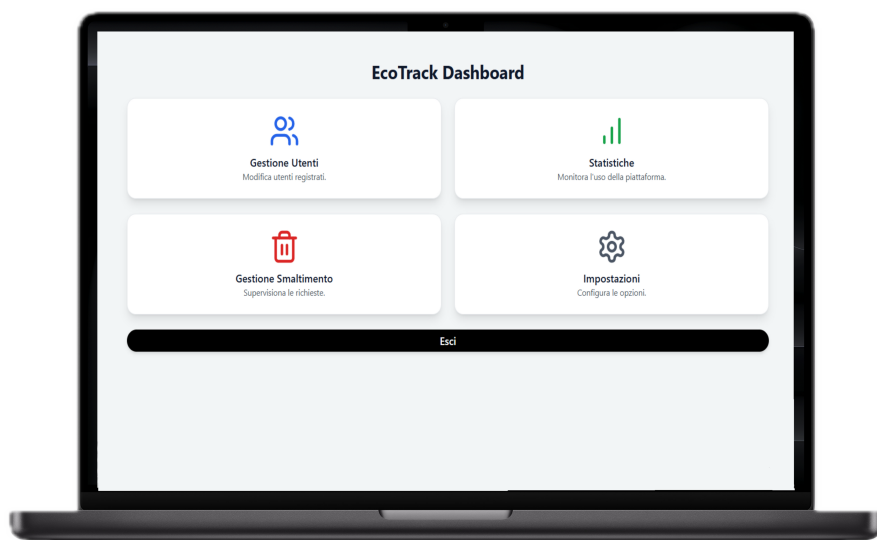 EcoTrack Dashboard
Gestione Utenti
Modifica utenti registrati.
Statistiche
Monitora l'uso della piattaforma.
Gestione Smaltimento
Supervisiona le richieste.
Impostazioni
Configura le opzioni.
Esci